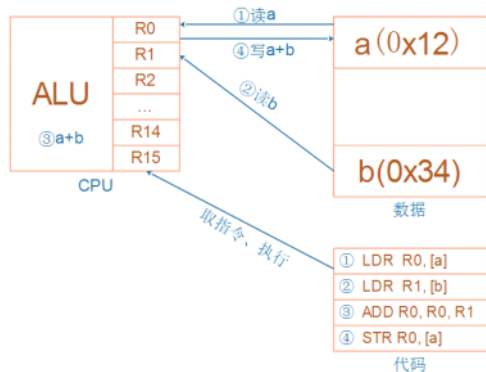 ①读a
④写a+b
②读b
ALU
③a+b
R0
R1
R2
...
R14
R15
CPU
a(0x12)
b(0x34)
数据
取指令、执行
① LDR R0, [a]
② LDR R1, [b]
③ ADD R0, R0, R1
④ STR R0, [a]
代码